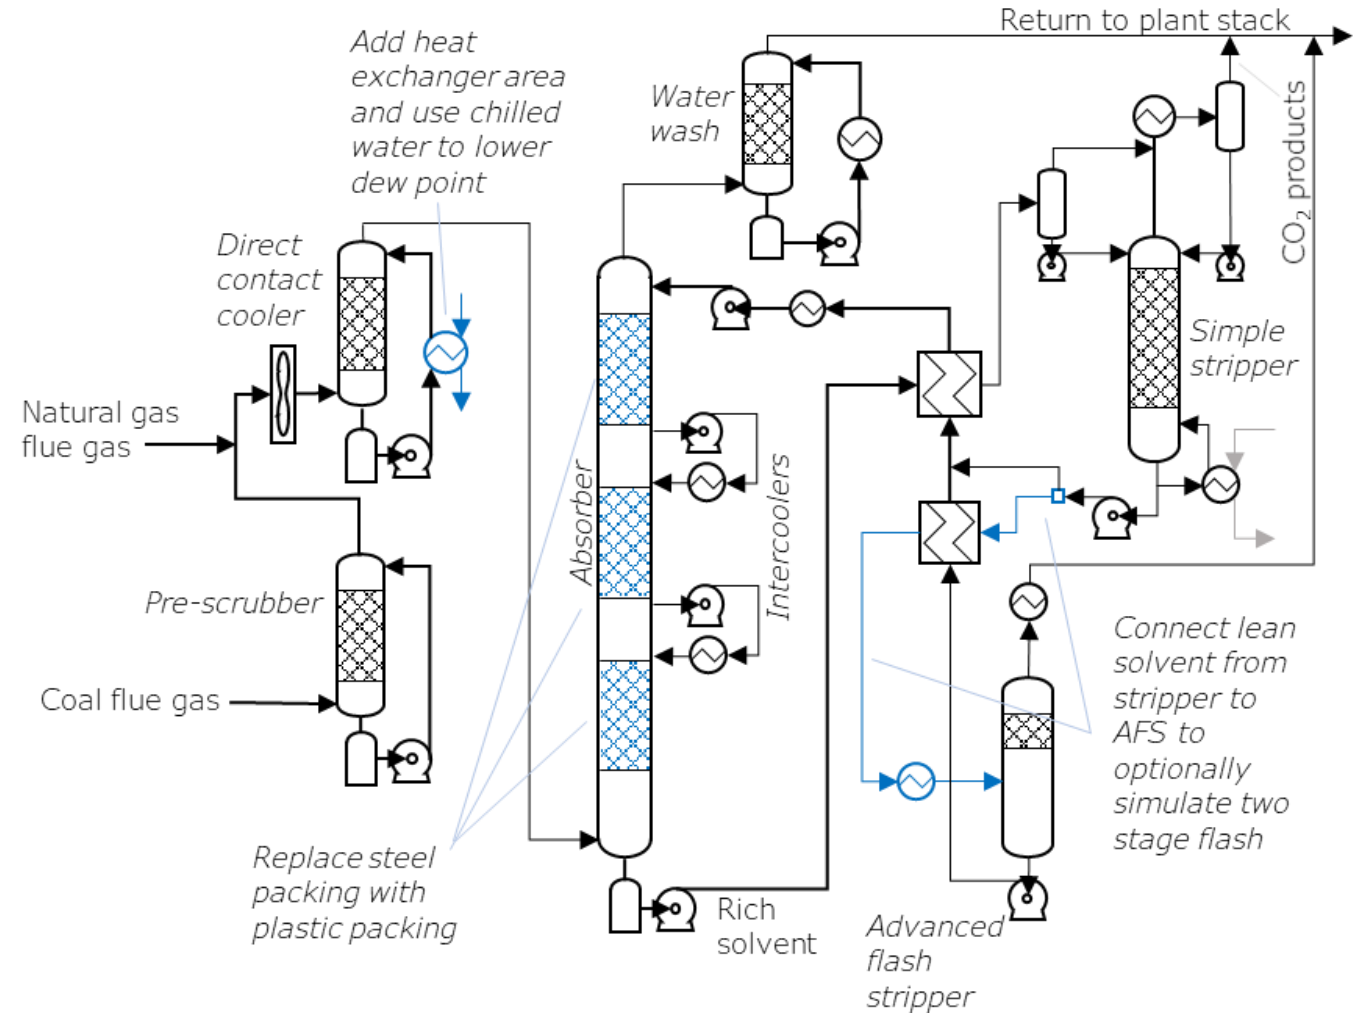 Return to plant stack
Add heat
exchanger area
and use chilled
water to lower
dew point
Water
wash
CO₂ products
Direct
contact
cooler
Simple
stripper
Natural gas
flue gas
Absorber
Intercoolers
Pre-scrubber
Coal flue gas
Connect lean
solvent from
stripper to
AFS to
optionally
simulate two
stage flash
Replace steel
packing with
plastic packing
Rich
solvent
Advanced
flash
stripper